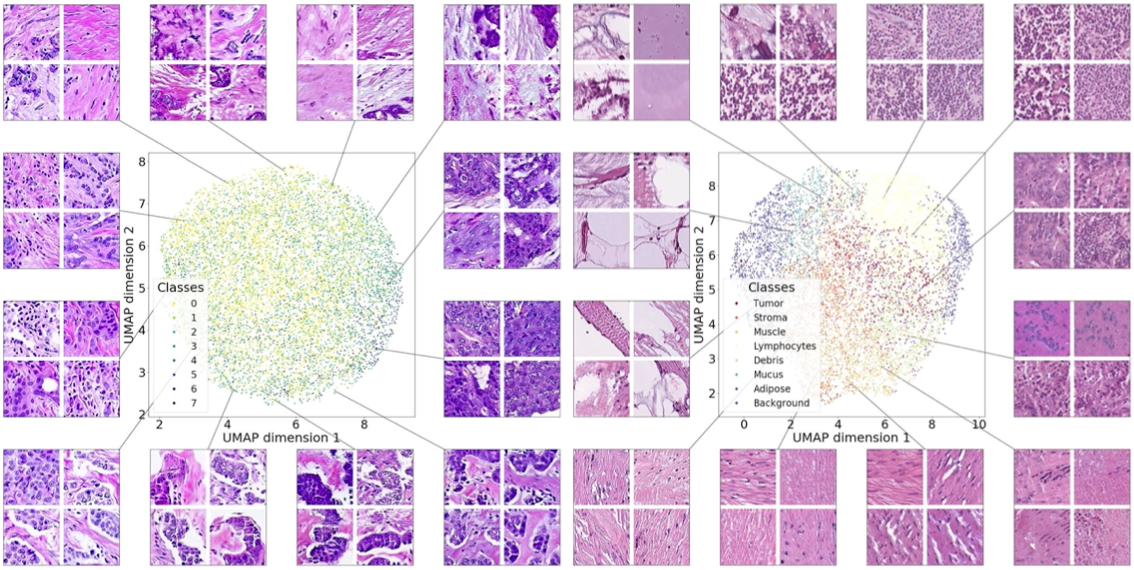 8
7
6
5
4
3
2
UMAP dimension 2
Classes
0
1
2
3
4
5
6
7
2
4
6
8
UMAP dimension 1
8
7
6
5
4
3
2
UMAP dimension 2
Classes
Tumor
Stroma
Muscle
Lymphocytes
Debris
Mucus
Adipose
Background
0
2
4
6
8
10
UMAP dimension 1